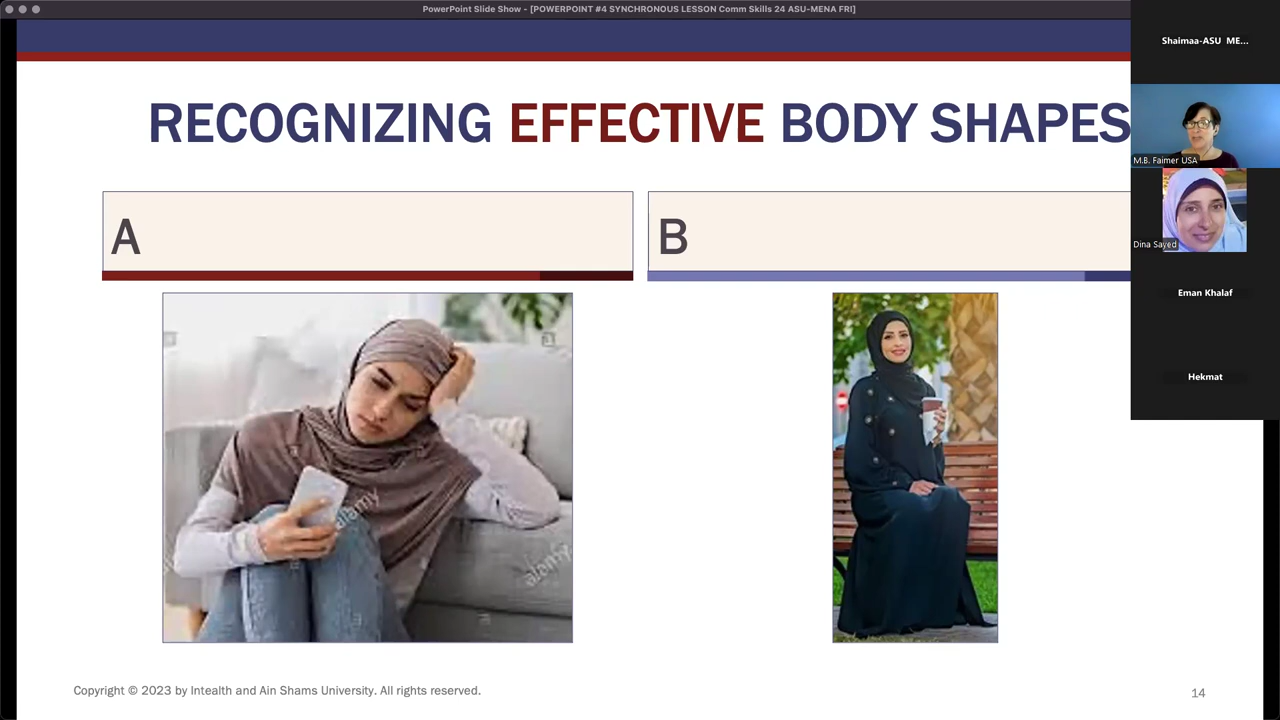 PowerPoint Slide Show - [POWERPOINT #4 SYNCHRONOUS LESSON Comm Skills 24 ASU-MENA FRI]
Shaimaa-ASU ME...
RECOGNIZING EFFECTIVE BODY SHAPES
M.B. Faimer USA
A
B
Dina Sayed
Eman Khalaf
Hekmat
alamy
alamy
a
a
a
Copyright © 2023 by Intealth and Ain Shams University. All rights reserved.
14